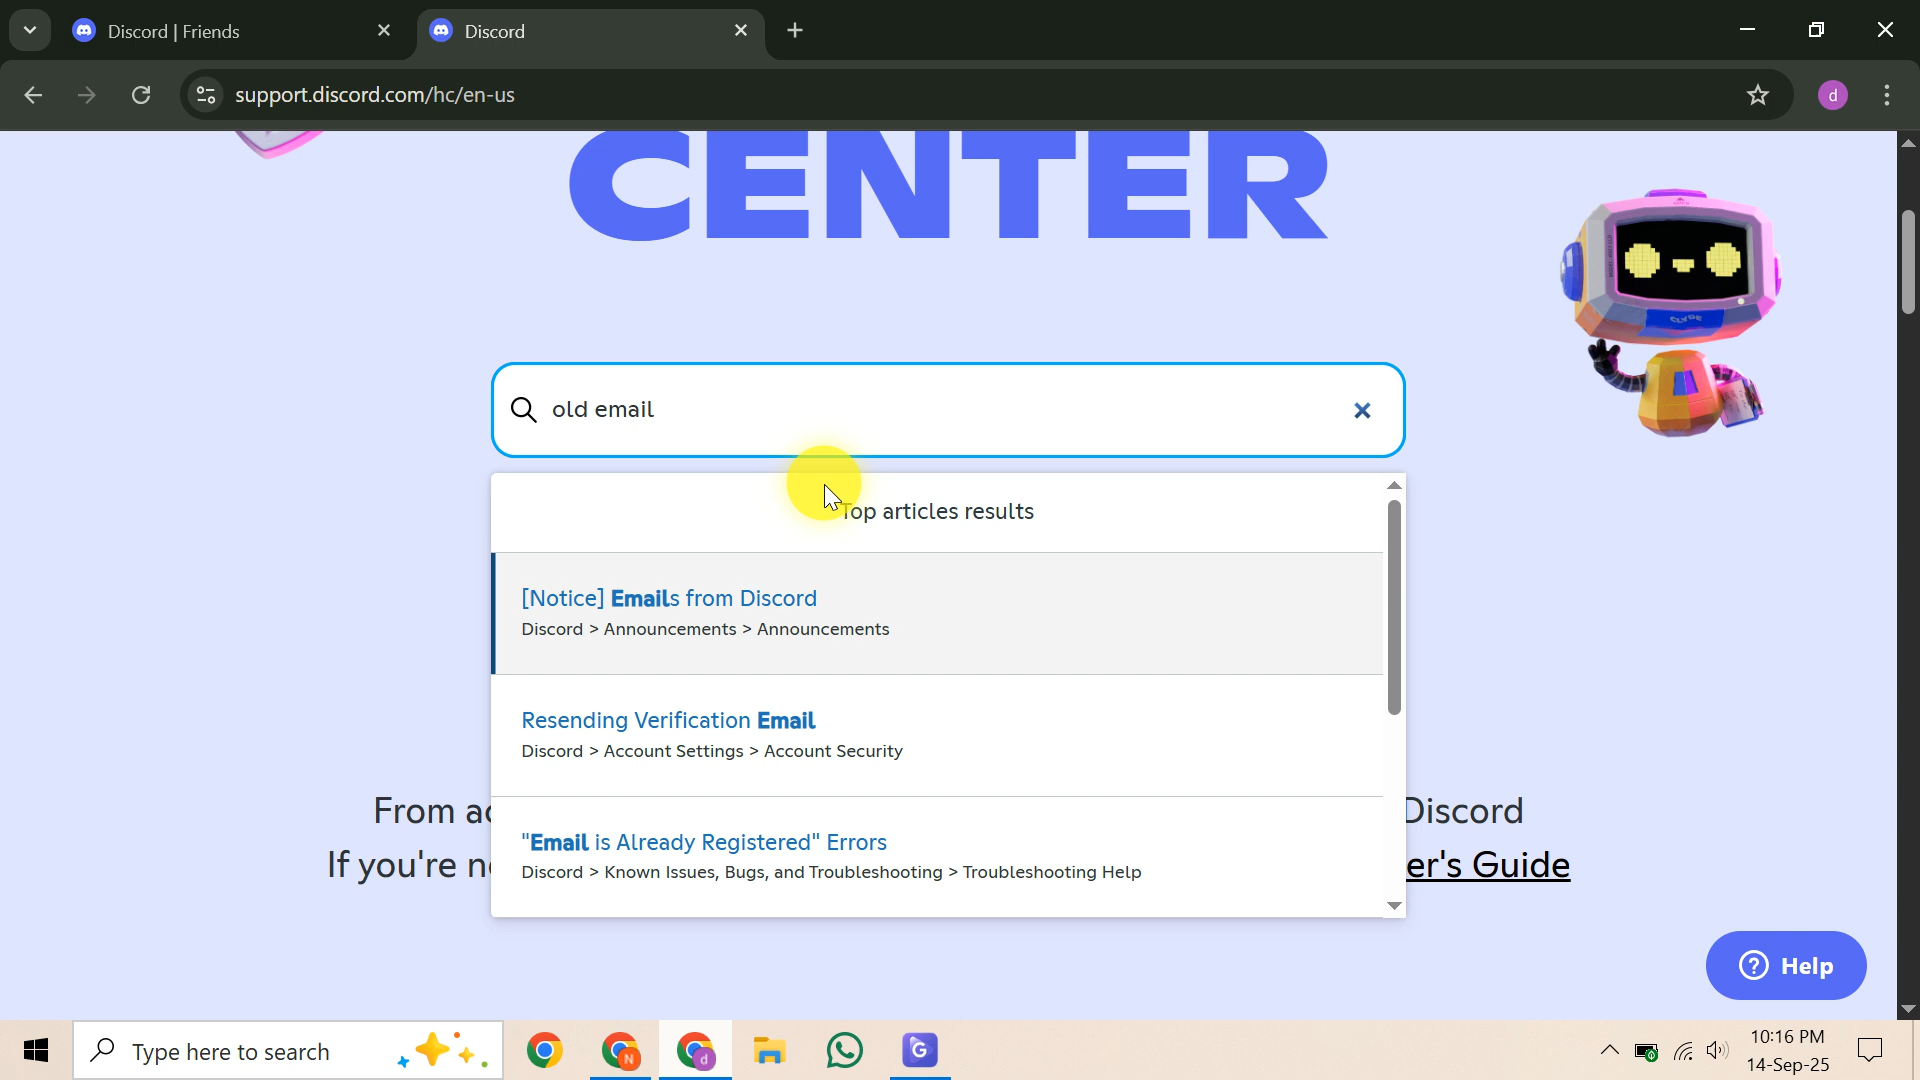 Discord | Friends
Discord
support.discord.com/hc/en-us
d
CENTER
CLYDE
old email
Top articles results
[Notice] Emails from Discord
Discord > Announcements > Announcements
Resending Verification Email
Discord > Account Settings > Account Security
From ac
Discord
"Email is Already Registered" Errors
If you're n
er's Guide
Discord > Known Issues, Bugs, and Troubleshooting > Troubleshooting Help
Help
Type here to search
N
d
G
10:16 PM
14-Sep-25